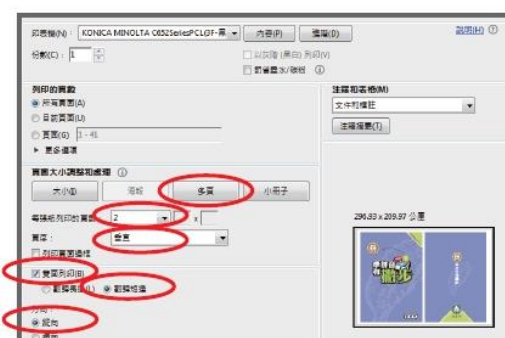 印表機(N): KONICA MINOLTA C652SeriesPCL(3F-黑 內容(P) 進階(D) 說明(H)
份數(C): 1 以灰階 (黑白) 列印(V)
節省墨水/碳粉
列印的頁數
所有頁面(A)
目前頁面(U)
頁面(G) 1 - 41
更多選項
註解和表格(M)
文件和標註
註解摘要(T)
頁面大小調整和處理
大小(I) 海報 多頁 小冊子
每張紙列印的頁數 2 x
頁序: 垂直
列印頁面邊框
雙面列印(B)
翻轉長邊(L) 翻轉短邊
方向:
縱向
橫向
296.93 x 209.97 公厘